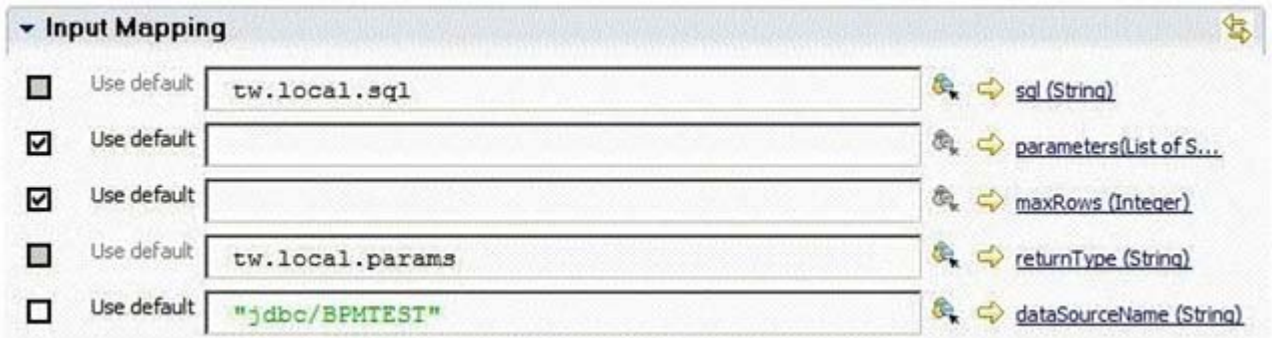 Input Mapping
Use default tw.local.sql sql (String)
Use default parameters(List of S...
Use default maxRows (Integer)
Use default tw.local.params returnType (String)
Use default "jdbc/BPMTEST" dataSourceName (String)